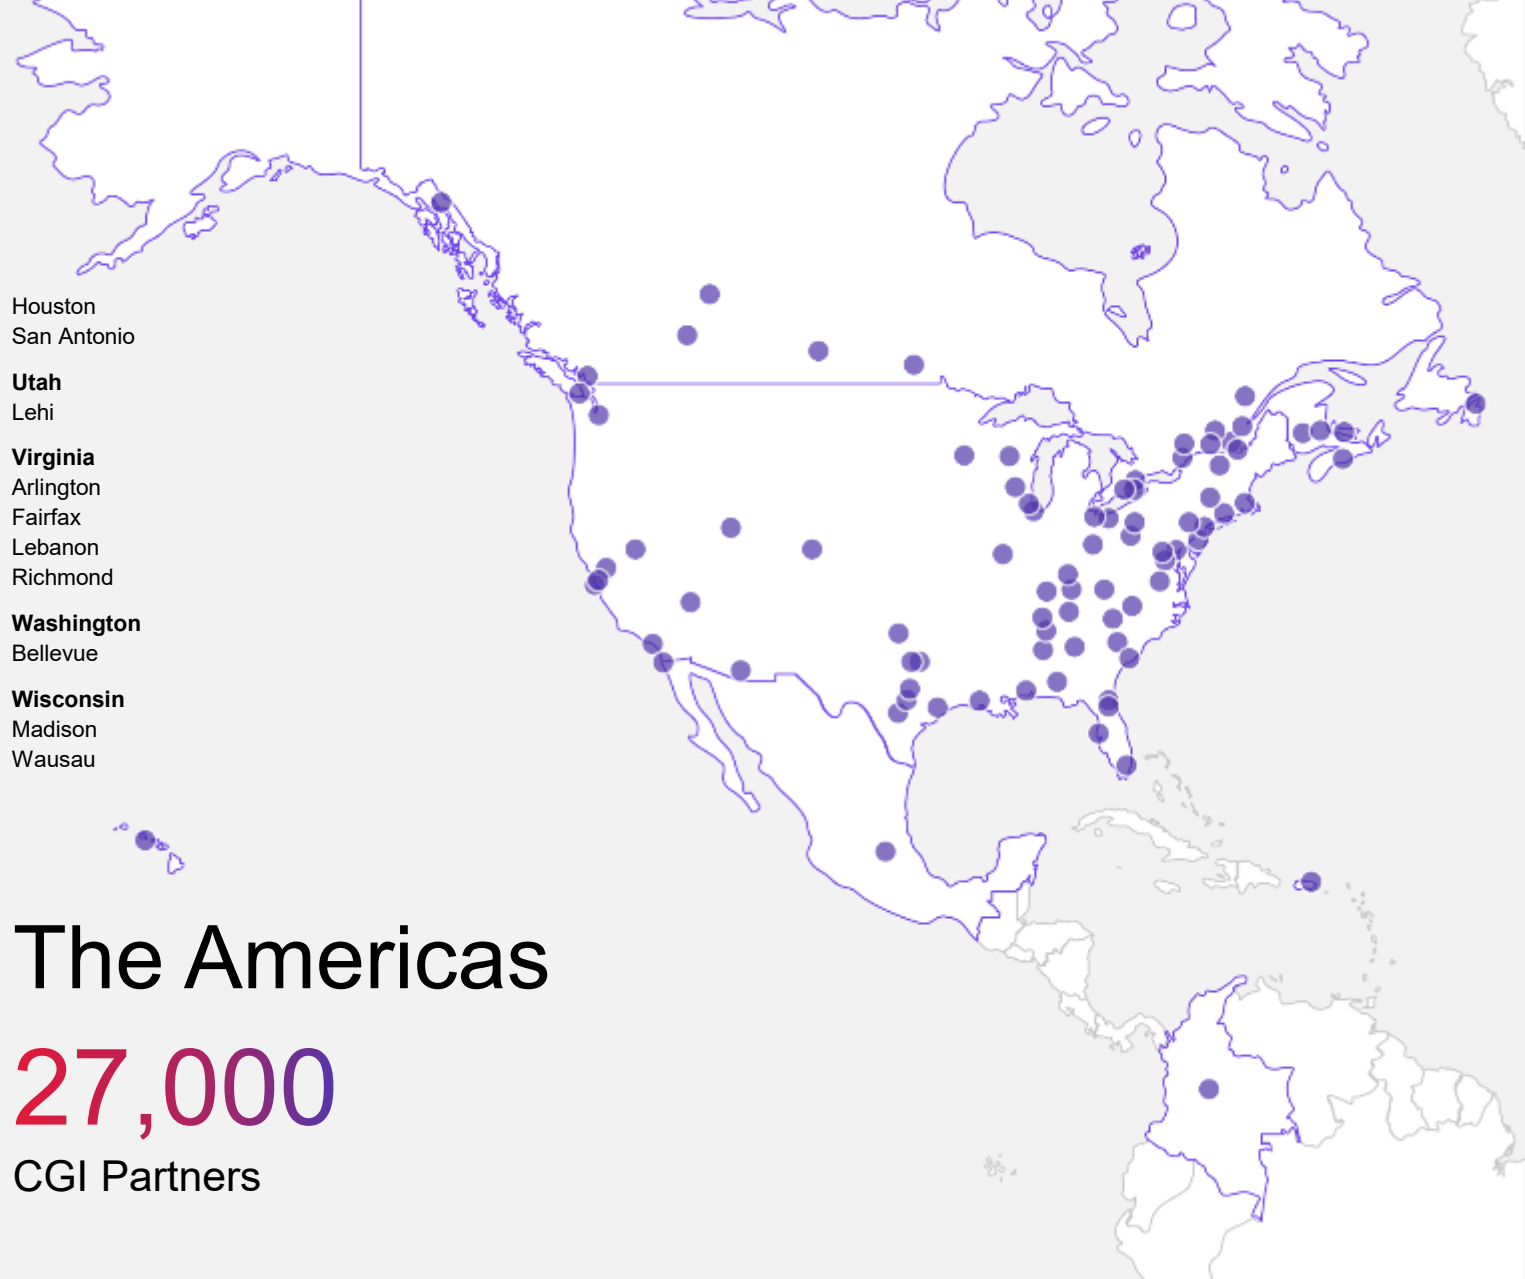 Houston
San Antonio
Utah
Lehi
Virginia
Arlington
Fairfax
Lebanon
Richmond
Washington
Bellevue
Wisconsin
Madison
Wausau
The Americas
27,000
CGI Partners